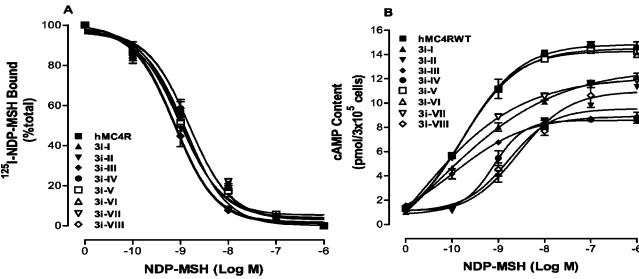 A
100
80
60
40
20
0
¹²⁵I-NDP-MSH Bound
(%total)
hMC4R
3i-I
3i-II
3i-III
3i-IV
3i-V
3i-VI
3i-VII
3i-VIII
0 -10 -9 -8 -7 -6
NDP-MSH (Log M)
B
16
14
12
10
8
6
4
2
0
cAMP Content
(pmol/3x10⁵ cells)
hMC4RWT
3i-I
3i-II
3i-III
3i-IV
3i-V
3i-VI
3i-VII
3i-VIII
0 -10 -9 -8 -7 -6
NDP-MSH (Log M)